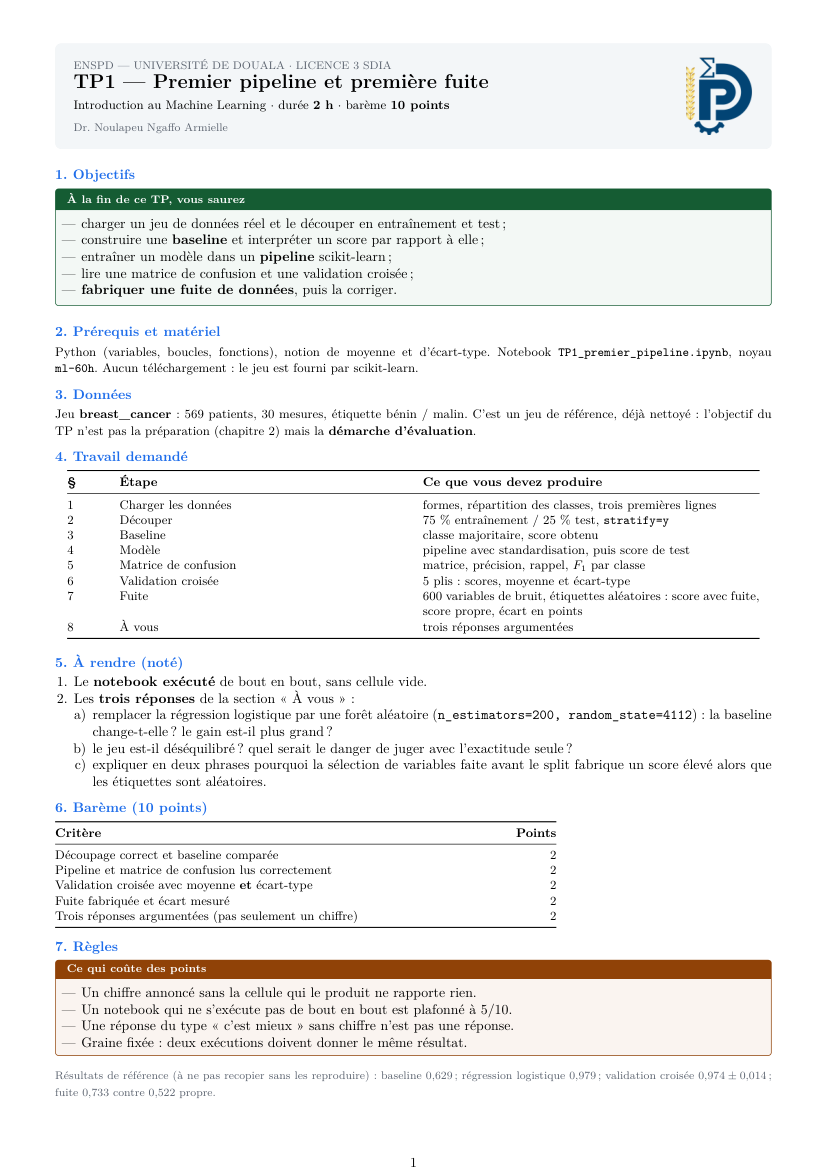 ENSPD — UNIVERSITÉ DE DOUALA · LICENCE 3 SDIA
TP1 — Premier pipeline et première fuite
Introduction au Machine Learning · durée 2 h · barème 10 points
Dr. Noulapeu Ngaffo Armielle
1. Objectifs
À la fin de ce TP, vous saurez
— charger un jeu de données réel et le découper en entraînement et test ;
— construire une baseline et interpréter un score par rapport à elle ;
— entraîner un modèle dans un pipeline scikit-learn ;
— lire une matrice de confusion et une validation croisée ;
— fabriquer une fuite de données, puis la corriger.
2. Prérequis et matériel
Python (variables, boucles, fonctions), notion de moyenne et d'écart-type. Notebook TP1_premier_pipeline.ipynb, noyau
ml-60h. Aucun téléchargement : le jeu est fourni par scikit-learn.
3. Données
Jeu breast_cancer : 569 patients, 30 mesures, étiquette bénin / malin. C'est un jeu de référence, déjà nettoyé : l'objectif du
TP n'est pas la préparation (chapitre 2) mais la démarche d'évaluation.
4. Travail demandé
§ Étape Ce que vous devez produire
1 Charger les données formes, répartition des classes, trois premières lignes
2 Découper 75 % entraînement / 25 % test, stratify=y
3 Baseline classe majoritaire, score obtenu
4 Modèle pipeline avec standardisation, puis score de test
5 Matrice de confusion matrice, précision, rappel, F1 par classe
6 Validation croisée 5 plis : scores, moyenne et écart-type
7 Fuite 600 variables de bruit, étiquettes aléatoires : score avec fuite,
score propre, écart en points
8 À vous trois réponses argumentées
5. À rendre (noté)
1. Le notebook exécuté de bout en bout, sans cellule vide.
2. Les trois réponses de la section « À vous » :
a) remplacer la régression logistique par une forêt aléatoire (n_estimators=200, random_state=4112) : la baseline
change-t-elle ? le gain est-il plus grand ?
b) le jeu est-il déséquilibré ? quel serait le danger de juger avec l'exactitude seule ?
c) expliquer en deux phrases pourquoi la sélection de variables faite avant le split fabrique un score élevé alors que
les étiquettes sont aléatoires.
6. Barème (10 points)
Critère Points
Découpage correct et baseline comparée 2
Pipeline et matrice de confusion lus correctement 2
Validation croisée avec moyenne et écart-type 2
Fuite fabriquée et écart mesuré 2
Trois réponses argumentées (pas seulement un chiffre) 2
7. Règles
Ce qui coûte des points
— Un chiffre annoncé sans la cellule qui le produit ne rapporte rien.
— Un notebook qui ne s'exécute pas de bout en bout est plafonné à 5/10.
— Une réponse du type « c'est mieux » sans chiffre n'est pas une réponse.
— Graine fixée : deux exécutions doivent donner le même résultat.
Résultats de référence (à ne pas recopier sans les reproduire) : baseline 0,629 ; régression logistique 0,979 ; validation croisée 0,974 ± 0,014 ;
fuite 0,733 contre 0,522 propre.
1